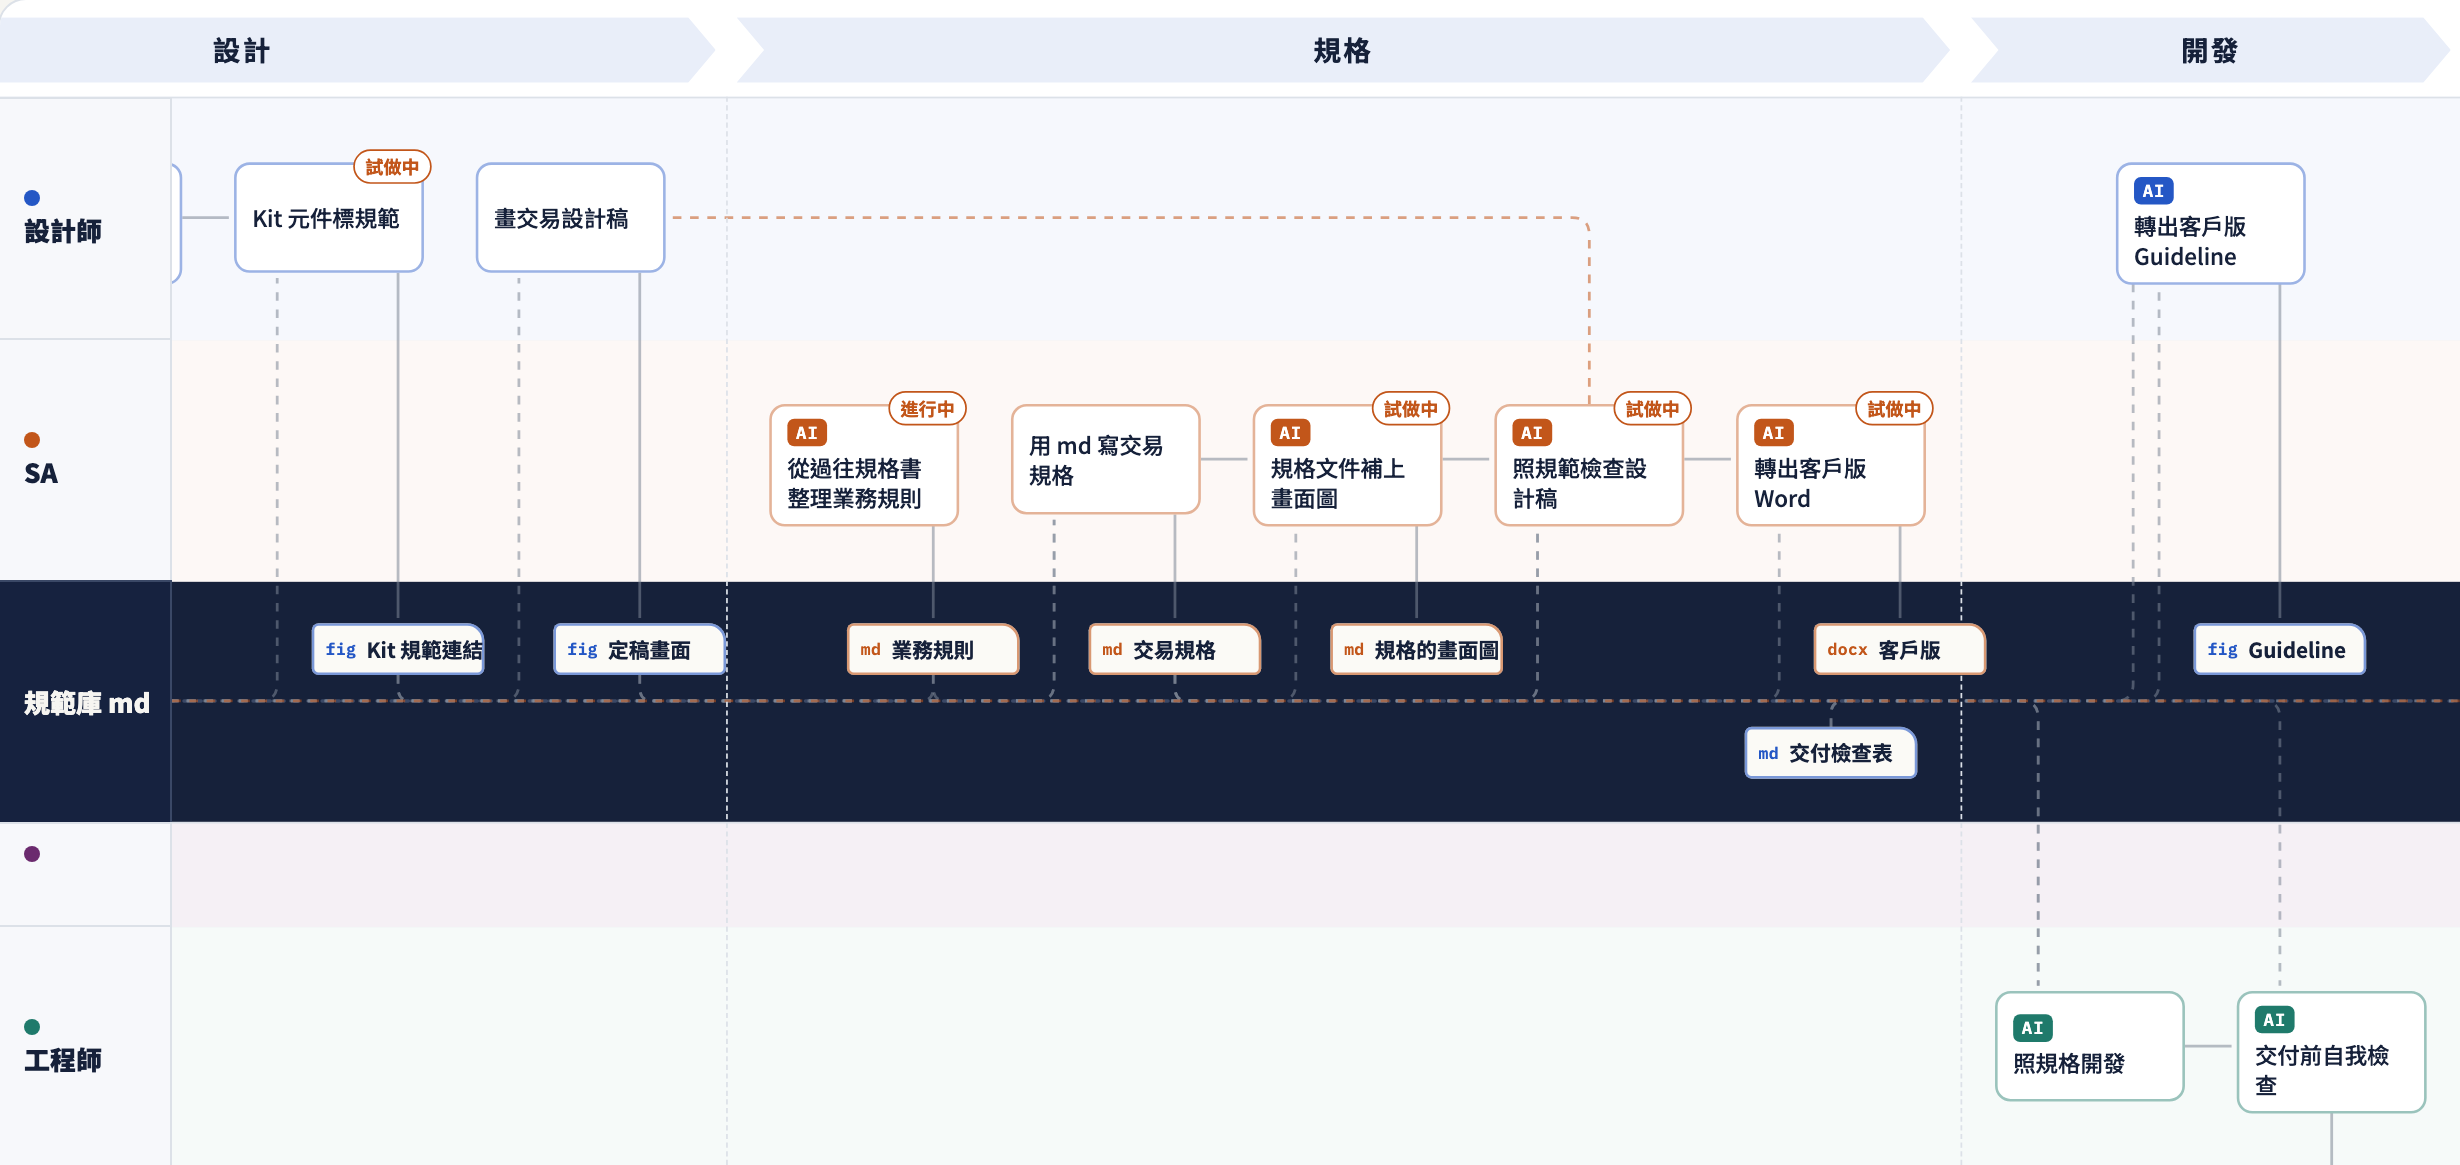 設計
規格
開發
設計師
試做中
Kit 元件標規範
畫交易設計稿
AI
轉出客戶版
Guideline
SA
進行中
AI
從過往規格書
整理業務規則
用 md 寫交易
規格
試做中
AI
規格文件補上
畫面圖
試做中
AI
照規範檢查設
計稿
試做中
AI
轉出客戶版
Word
規範庫 md
fig Kit 規範連結
fig 定稿畫面
md 業務規則
md 交易規格
md 規格的畫面圖
docx 客戶版
fig Guideline
md 交付檢查表
工程師
AI
照規格開發
AI
交付前自我檢
查